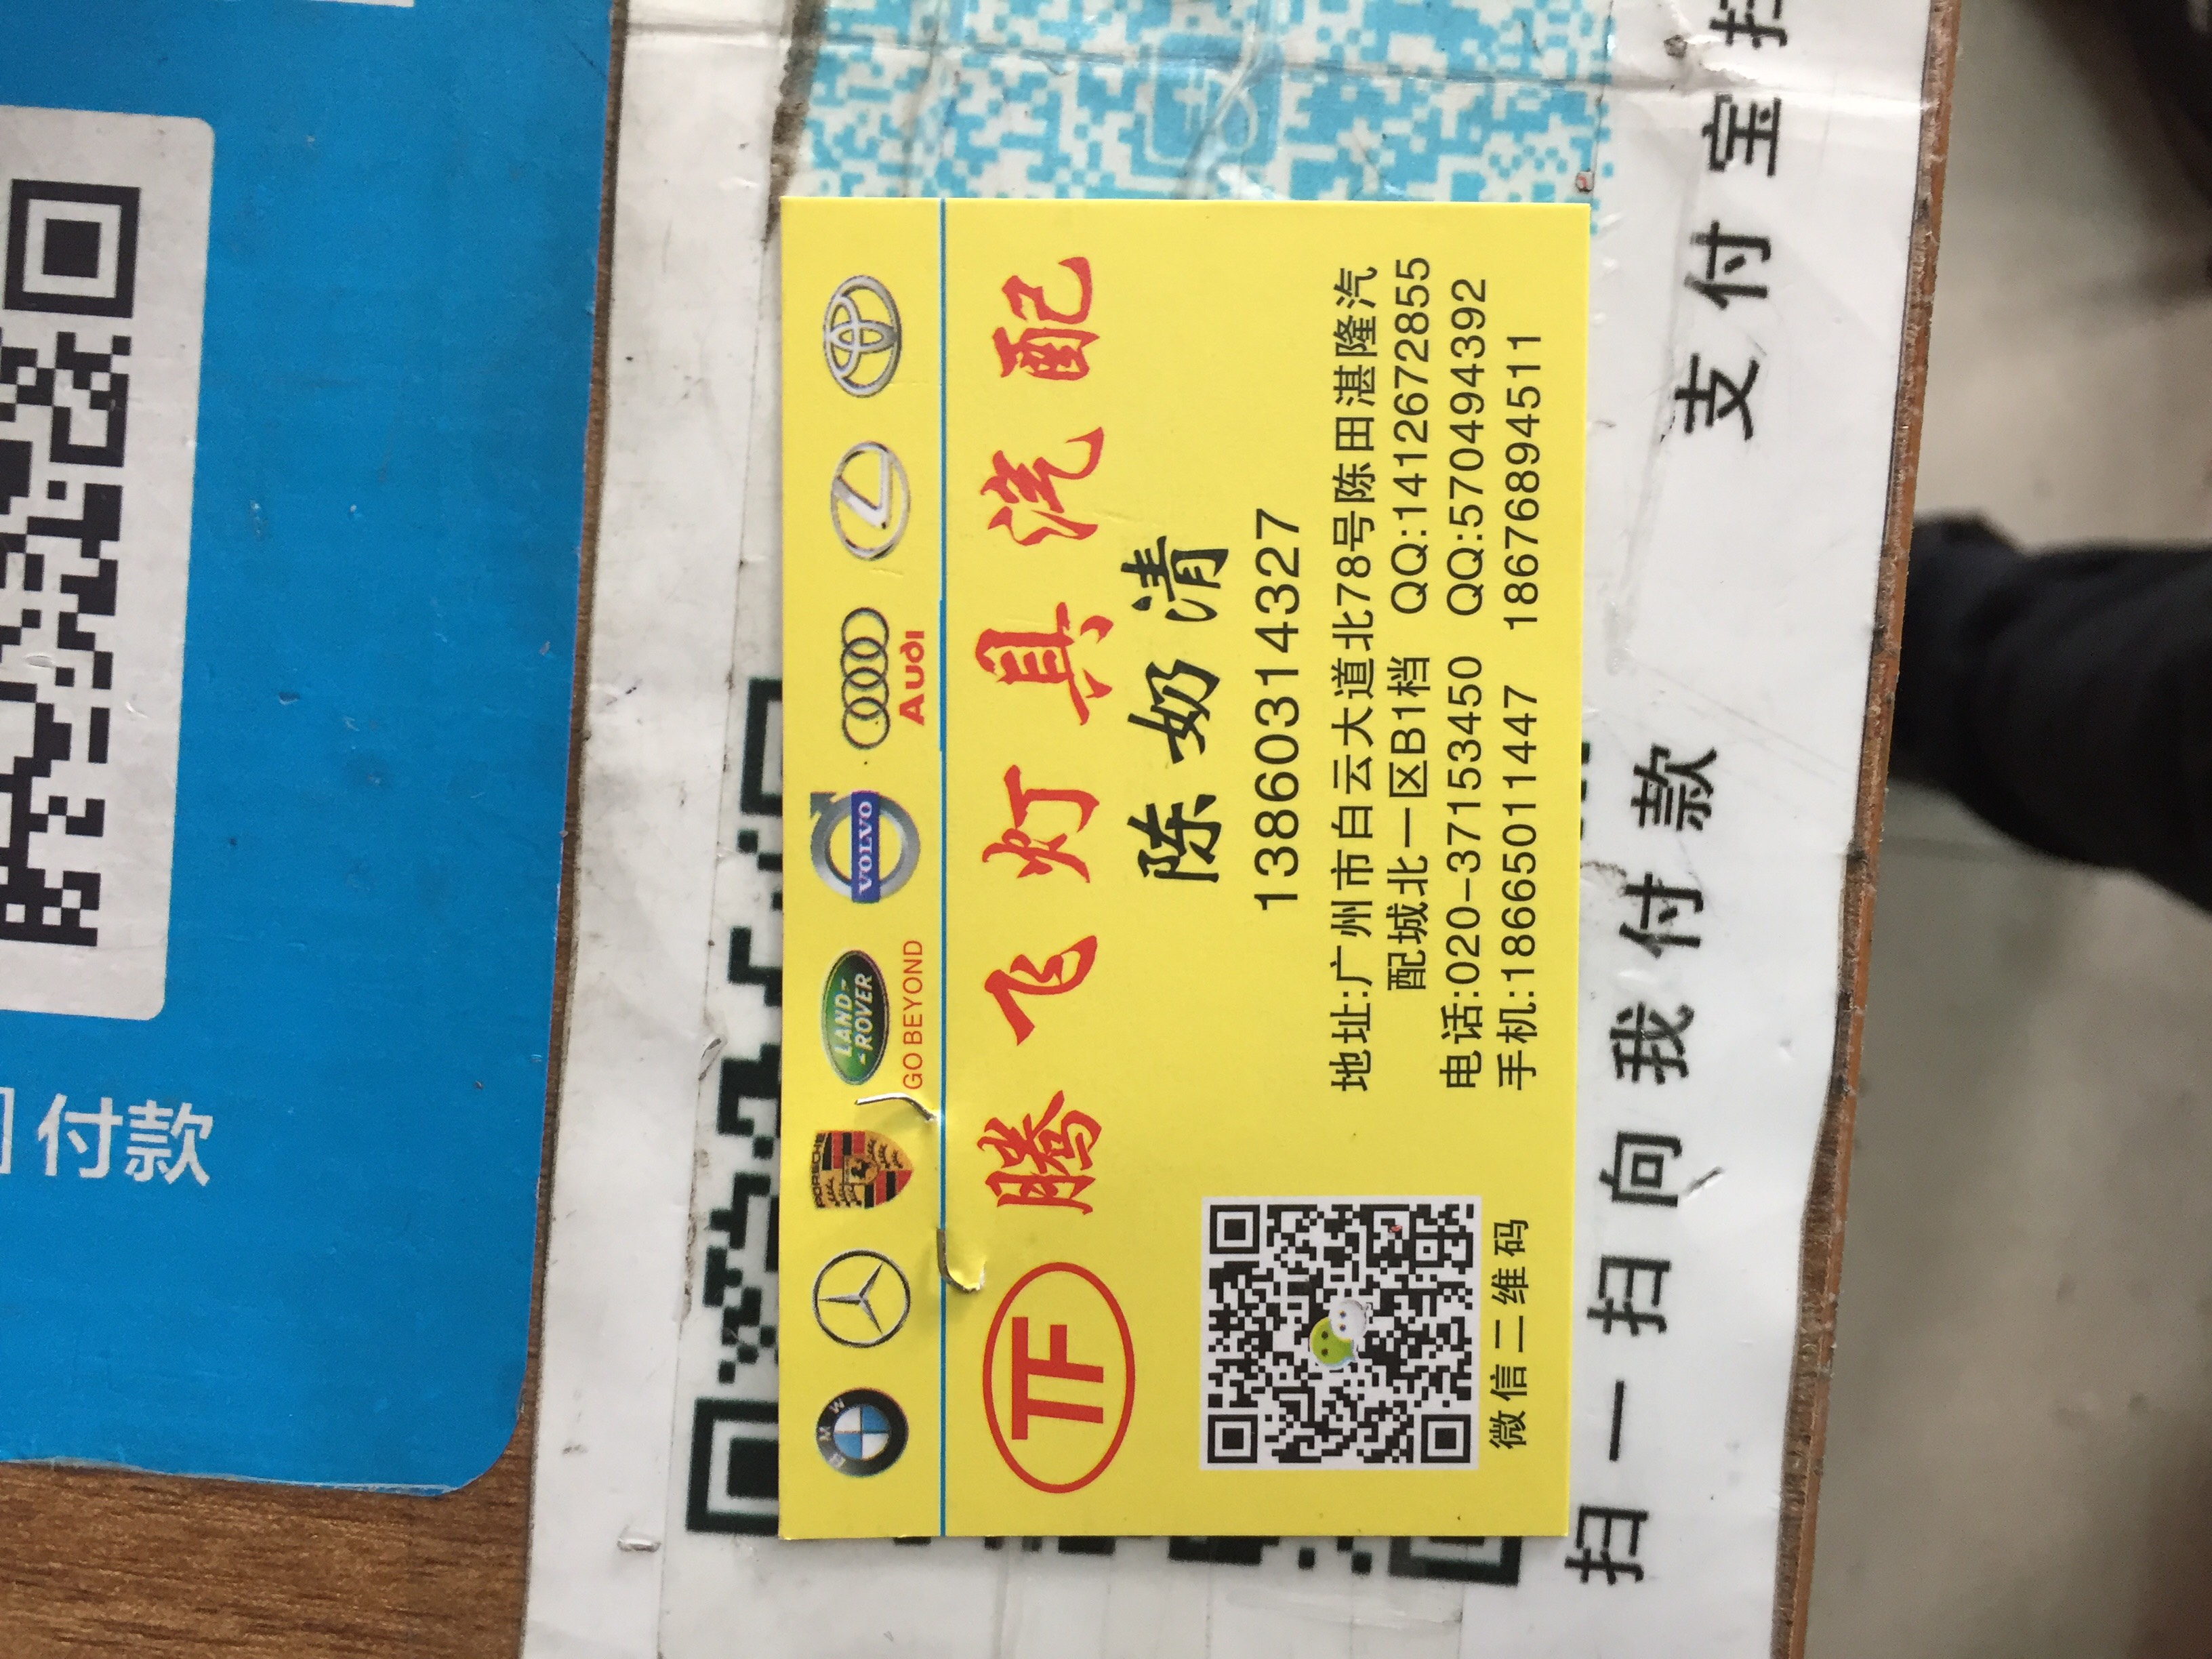 付款
BMW
PORSCHE
LAND-
-ROVER
GO BEYOND
VOLVO
Audi
TF
腾飞灯具汽配
陈奶清
13860314327
地址:广州市白云大道北78号陈田湛隆汽
配城北一区B1档 QQ:1412672855
电话:020-37153450 QQ:570494392
手机:18665011447 18676894511
微信二维码
扫一扫向我付款
支付宝扫